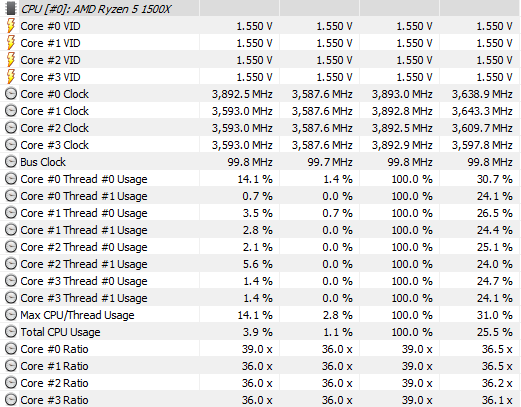 CPU [#0]: AMD Ryzen 5 1500X
Core #0 VID 1.550 V 1.550 V 1.550 V 1.550 V
Core #1 VID 1.550 V 1.550 V 1.550 V 1.550 V
Core #2 VID 1.550 V 1.550 V 1.550 V 1.550 V
Core #3 VID 1.550 V 1.550 V 1.550 V 1.550 V
Core #0 Clock 3,892.5 MHz 3,587.6 MHz 3,893.0 MHz 3,638.9 MHz
Core #1 Clock 3,593.0 MHz 3,587.6 MHz 3,892.8 MHz 3,643.3 MHz
Core #2 Clock 3,593.0 MHz 3,587.6 MHz 3,892.5 MHz 3,609.7 MHz
Core #3 Clock 3,593.0 MHz 3,587.6 MHz 3,892.9 MHz 3,597.8 MHz
Bus Clock 99.8 MHz 99.7 MHz 99.8 MHz 99.8 MHz
Core #0 Thread #0 Usage 14.1 % 1.4 % 100.0 % 30.7 %
Core #0 Thread #1 Usage 0.7 % 0.0 % 100.0 % 24.1 %
Core #1 Thread #0 Usage 3.5 % 0.7 % 100.0 % 26.5 %
Core #1 Thread #1 Usage 2.8 % 0.0 % 100.0 % 24.4 %
Core #2 Thread #0 Usage 2.1 % 0.0 % 100.0 % 25.1 %
Core #2 Thread #1 Usage 5.6 % 0.0 % 100.0 % 24.0 %
Core #3 Thread #0 Usage 1.4 % 0.0 % 100.0 % 24.7 %
Core #3 Thread #1 Usage 1.4 % 0.0 % 100.0 % 24.1 %
Max CPU/Thread Usage 14.1 % 2.8 % 100.0 % 31.0 %
Total CPU Usage 3.9 % 1.1 % 100.0 % 25.5 %
Core #0 Ratio 39.0 x 36.0 x 39.0 x 36.5 x
Core #1 Ratio 36.0 x 36.0 x 39.0 x 36.5 x
Core #2 Ratio 36.0 x 36.0 x 39.0 x 36.2 x
Core #3 Ratio 36.0 x 36.0 x 39.0 x 36.1 x